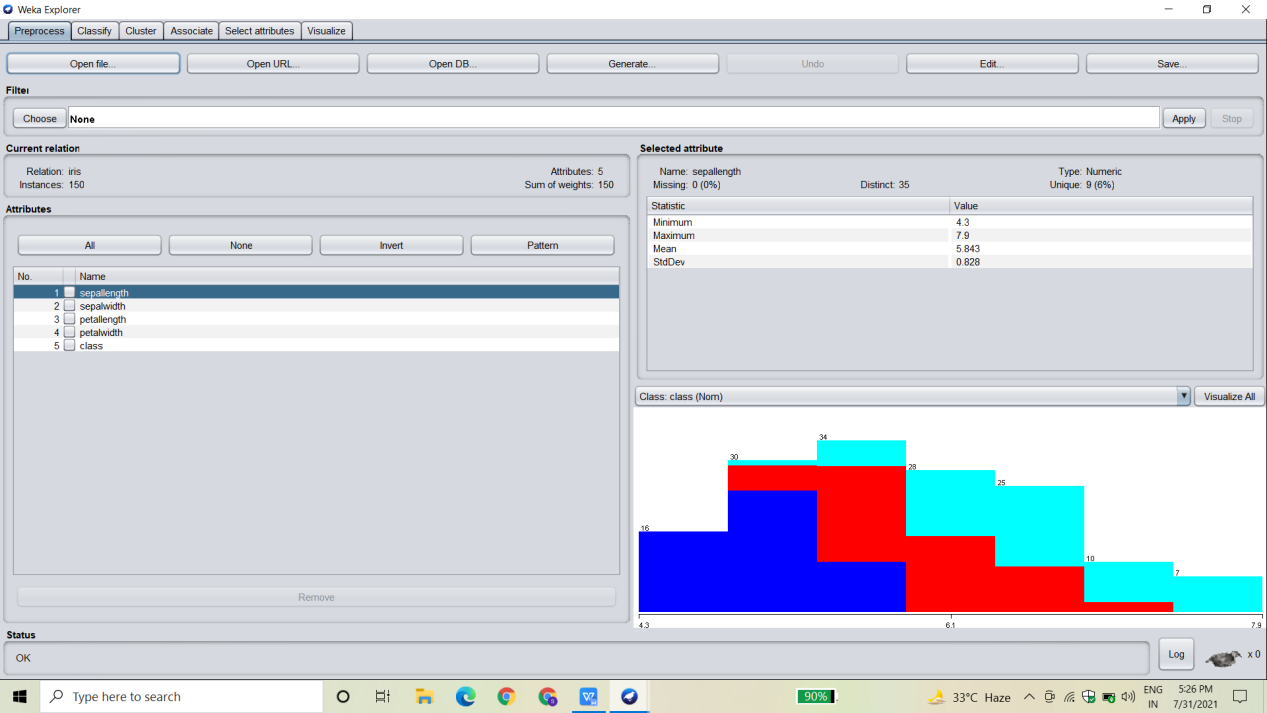 Weka Explorer
Preprocess Classify Cluster Associate Select attributes Visualize
Open file... Open URL... Open DB... Generate... Undo Edit... Save...
Filter
Choose None Apply Stop
Current relation
Relation: iris Attributes: 5
Instances: 150 Sum of weights: 150
Attributes
All None Invert Pattern
No. Name
1 sepallength
2 sepalwidth
3 petallength
4 petalwidth
5 class
Remove
Selected attribute
Name: sepallength Type: Numeric
Missing: 0 (0%) Distinct: 35 Unique: 9 (6%)
Statistic Value
Minimum 4.3
Maximum 7.9
Mean 5.843
StdDev 0.828
Class: class (Nom) Visualize All
16 30 34 28 25 10 7
4.3 6.1 7.9
Status
OK Log x 0
Type here to search 90% 33°C Haze ENG IN 5:26 PM 7/31/2021